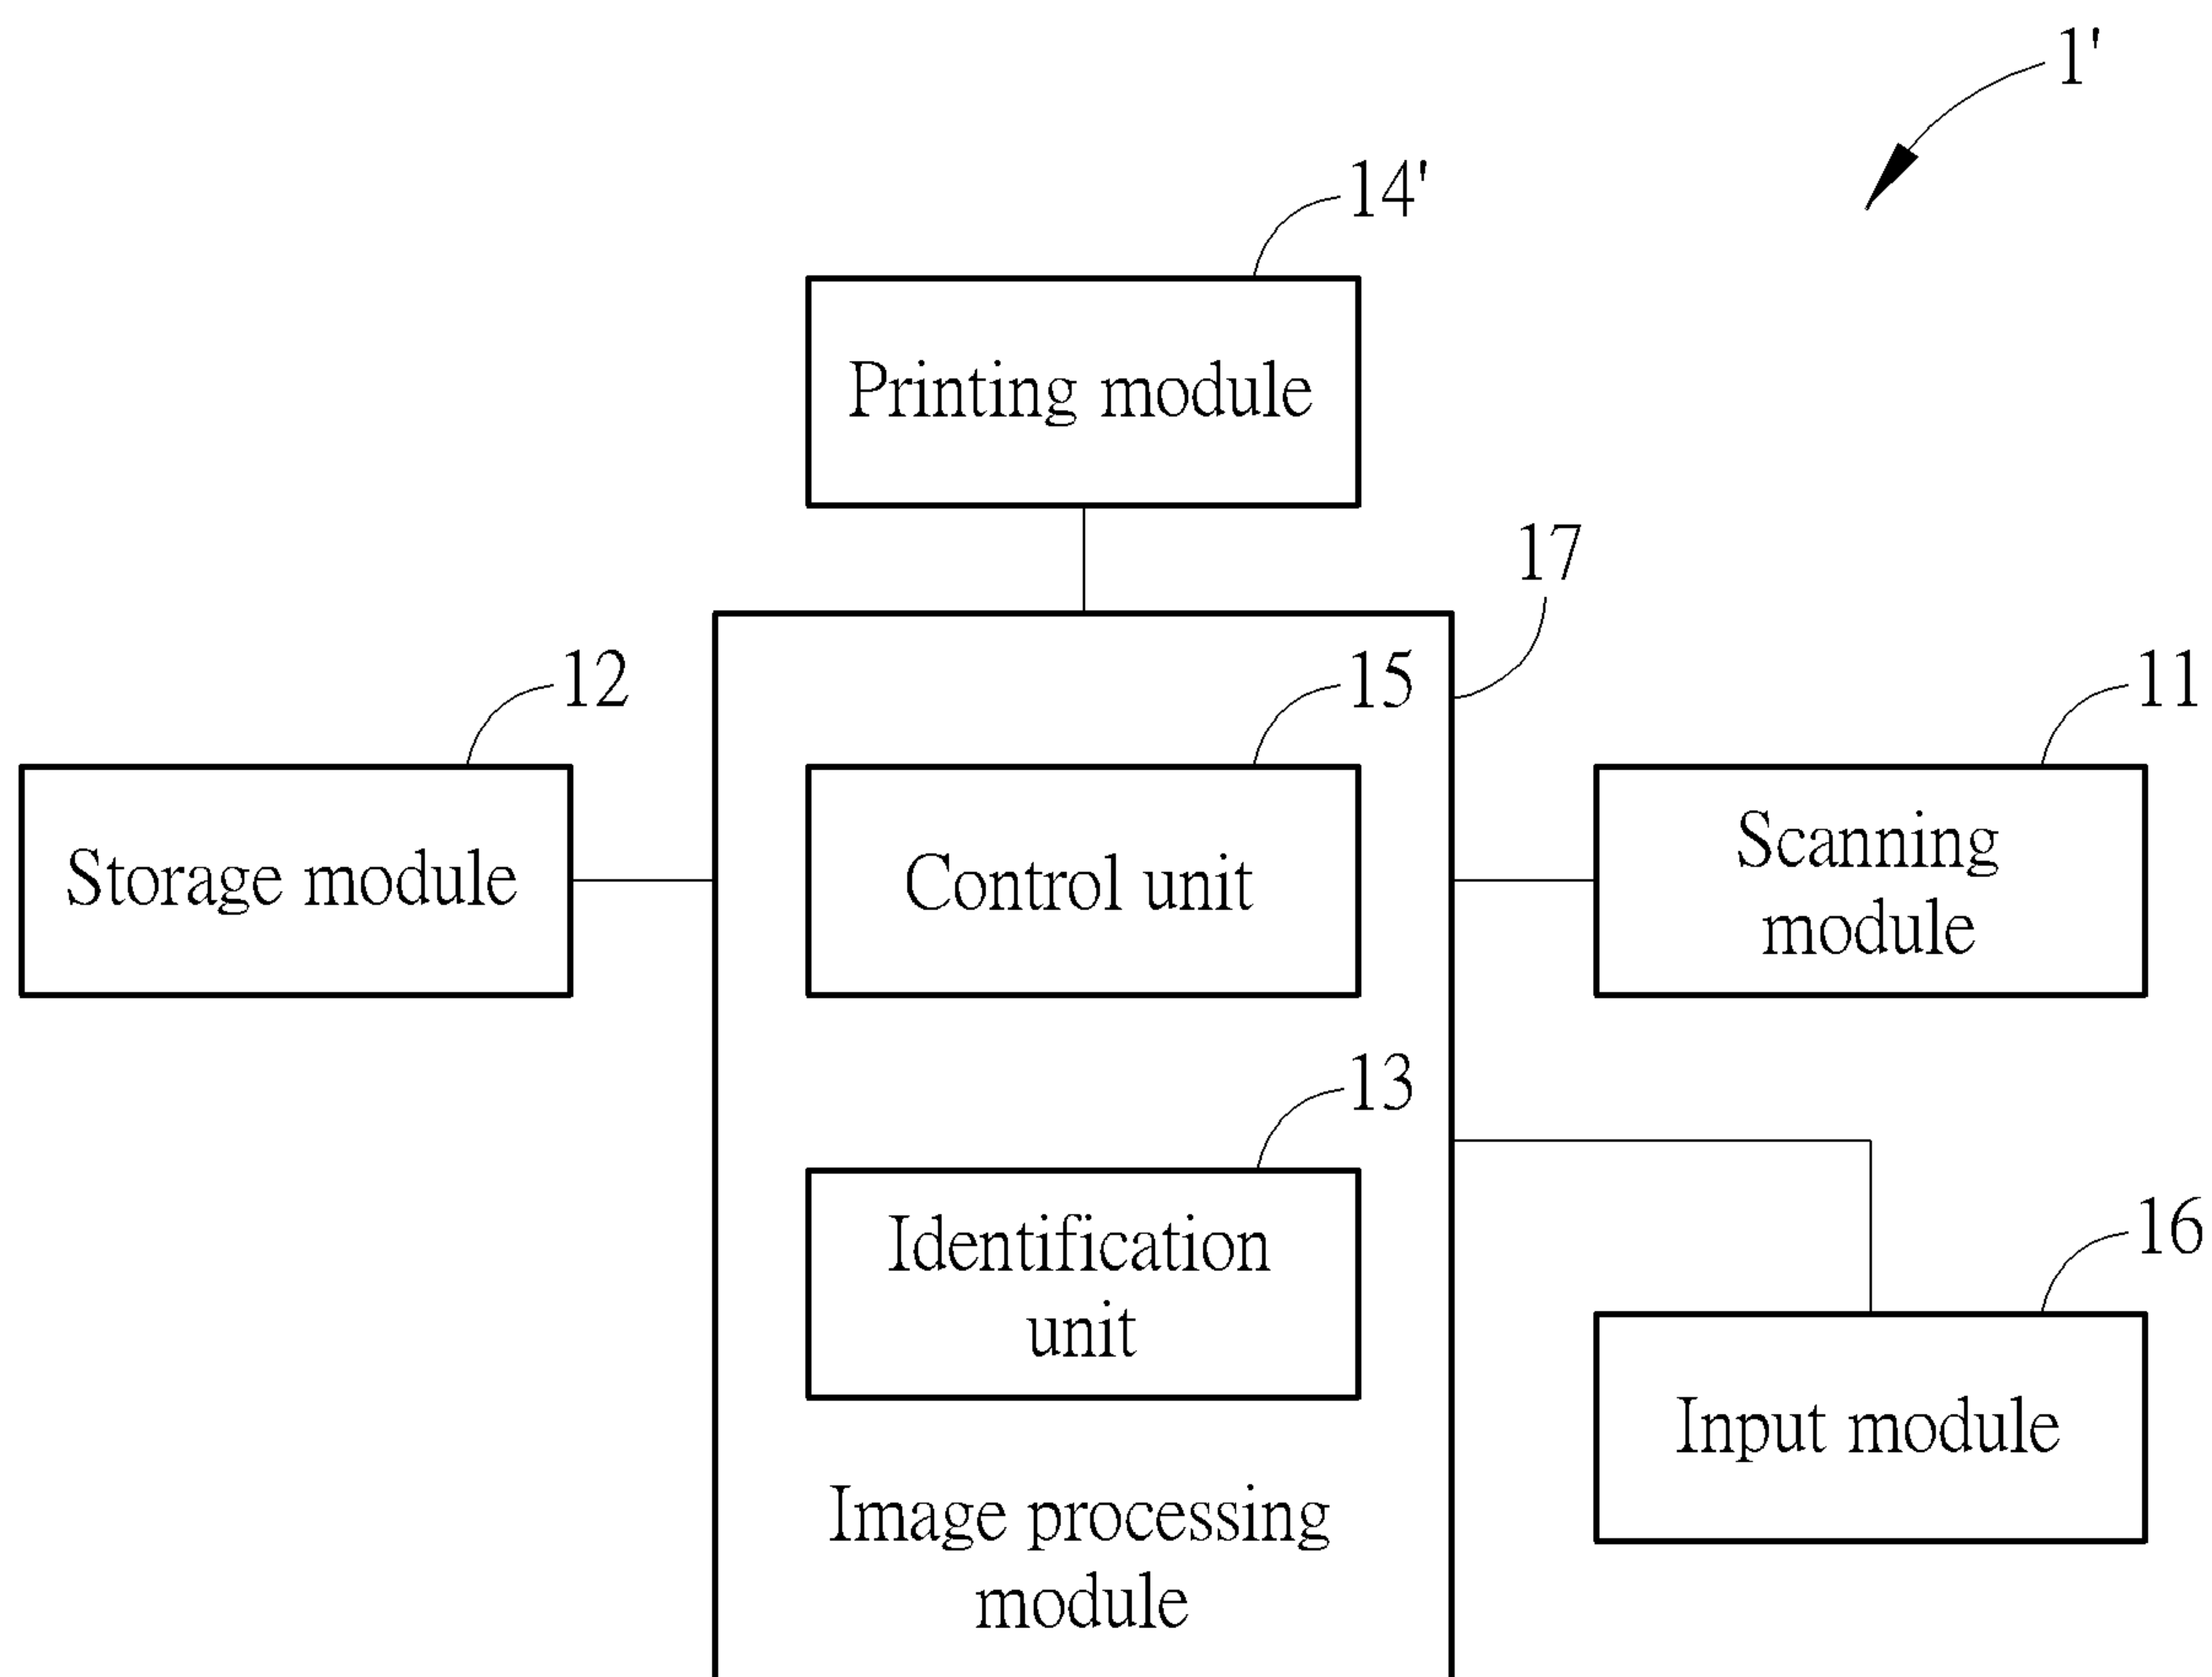 1'
14'
Printing module
17
12
15
11
Storage module
Control unit
Scanning
module
13
Identification
unit
16
Input module
Image processing
module